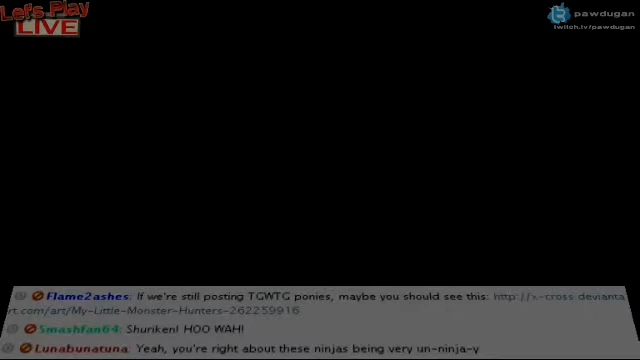 Let's Play
LIVE
pawdugan
twitch.tv/pawdugan
Flame2ashes: If we're still posting TGWTG ponies, maybe you should see this: http://x-cross.devianta
rt.com/art/My-Little-Monster-Hunters-262259916
Smashfan64: Shuriken! HOO WAH!
Lunabunatuna: Yeah, you're right about these ninjas being very un-ninja-y